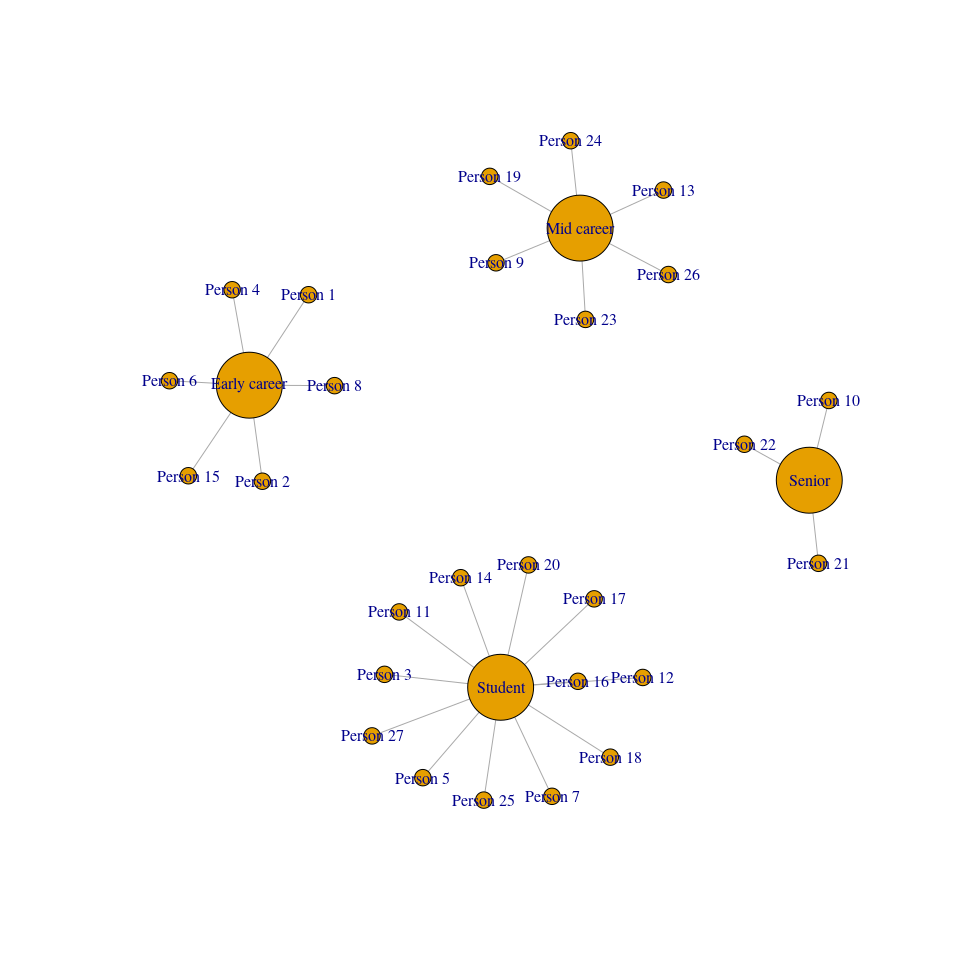 Person 24
Person 19
Person 13
Mid career
Person 9
Person 26
Person 23
Person 4
Person 1
Person 6
Early career
Person 8
Person 15
Person 2
Person 10
Person 22
Senior
Person 21
Person 20
Person 14
Person 17
Person 11
Person 3
Person 16
Person 12
Student
Person 27
Person 18
Person 5
Person 25
Person 7